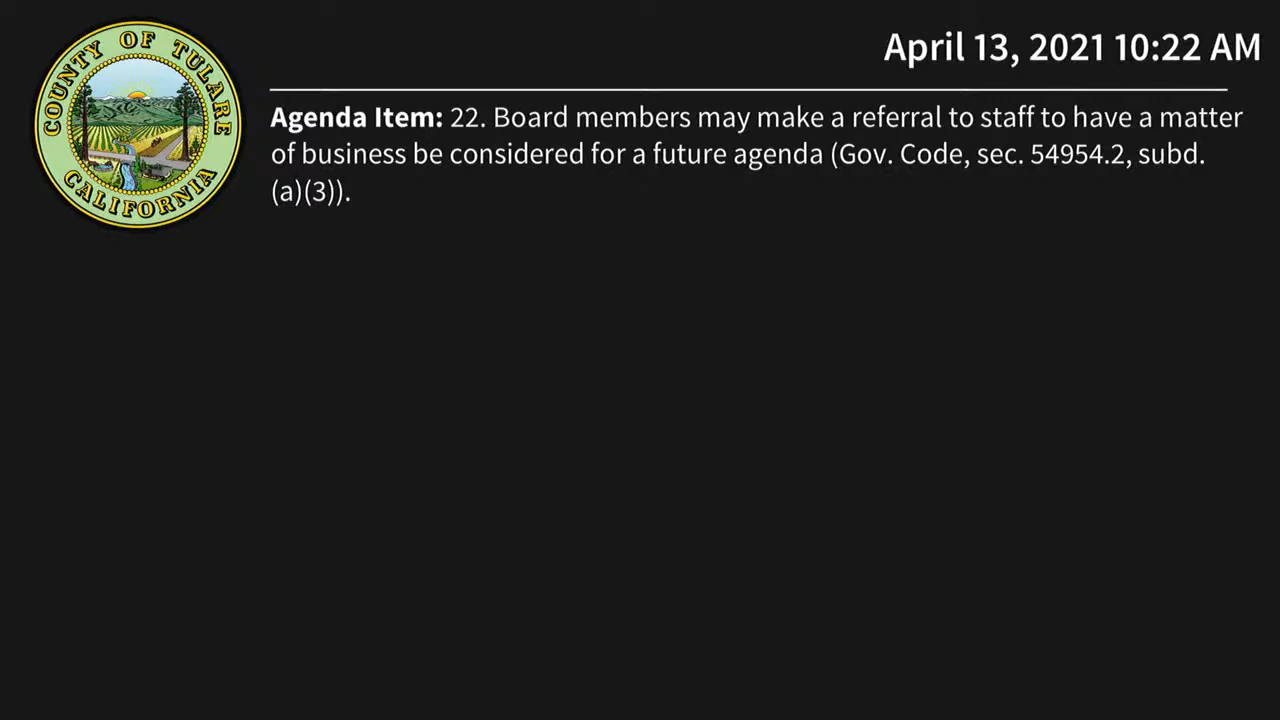 COUNTY OF TULARE
CALIFORNIA
April 13, 2021 10:22 AM
Agenda Item: 22. Board members may make a referral to staff to have a matter
of business be considered for a future agenda (Gov. Code, sec. 54954.2, subd.
(a)(3)).